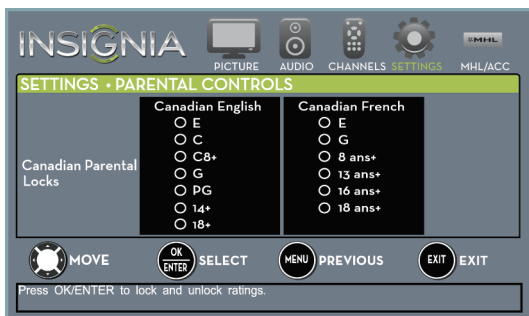 INSIGNIA
PICTURE AUDIO CHANNELS SETTINGS MHL/ACC
MHL
SETTINGS • PARENTAL CONTROLS
Canadian Parental Locks
Canadian English
E
C
C8+
G
PG
14+
18+
Canadian French
E
G
8 ans+
13 ans+
16 ans+
18 ans+
MOVE
OK
ENTER
SELECT
MENU
PREVIOUS
EXIT
EXIT
Press OK/ENTER to lock and unlock ratings.